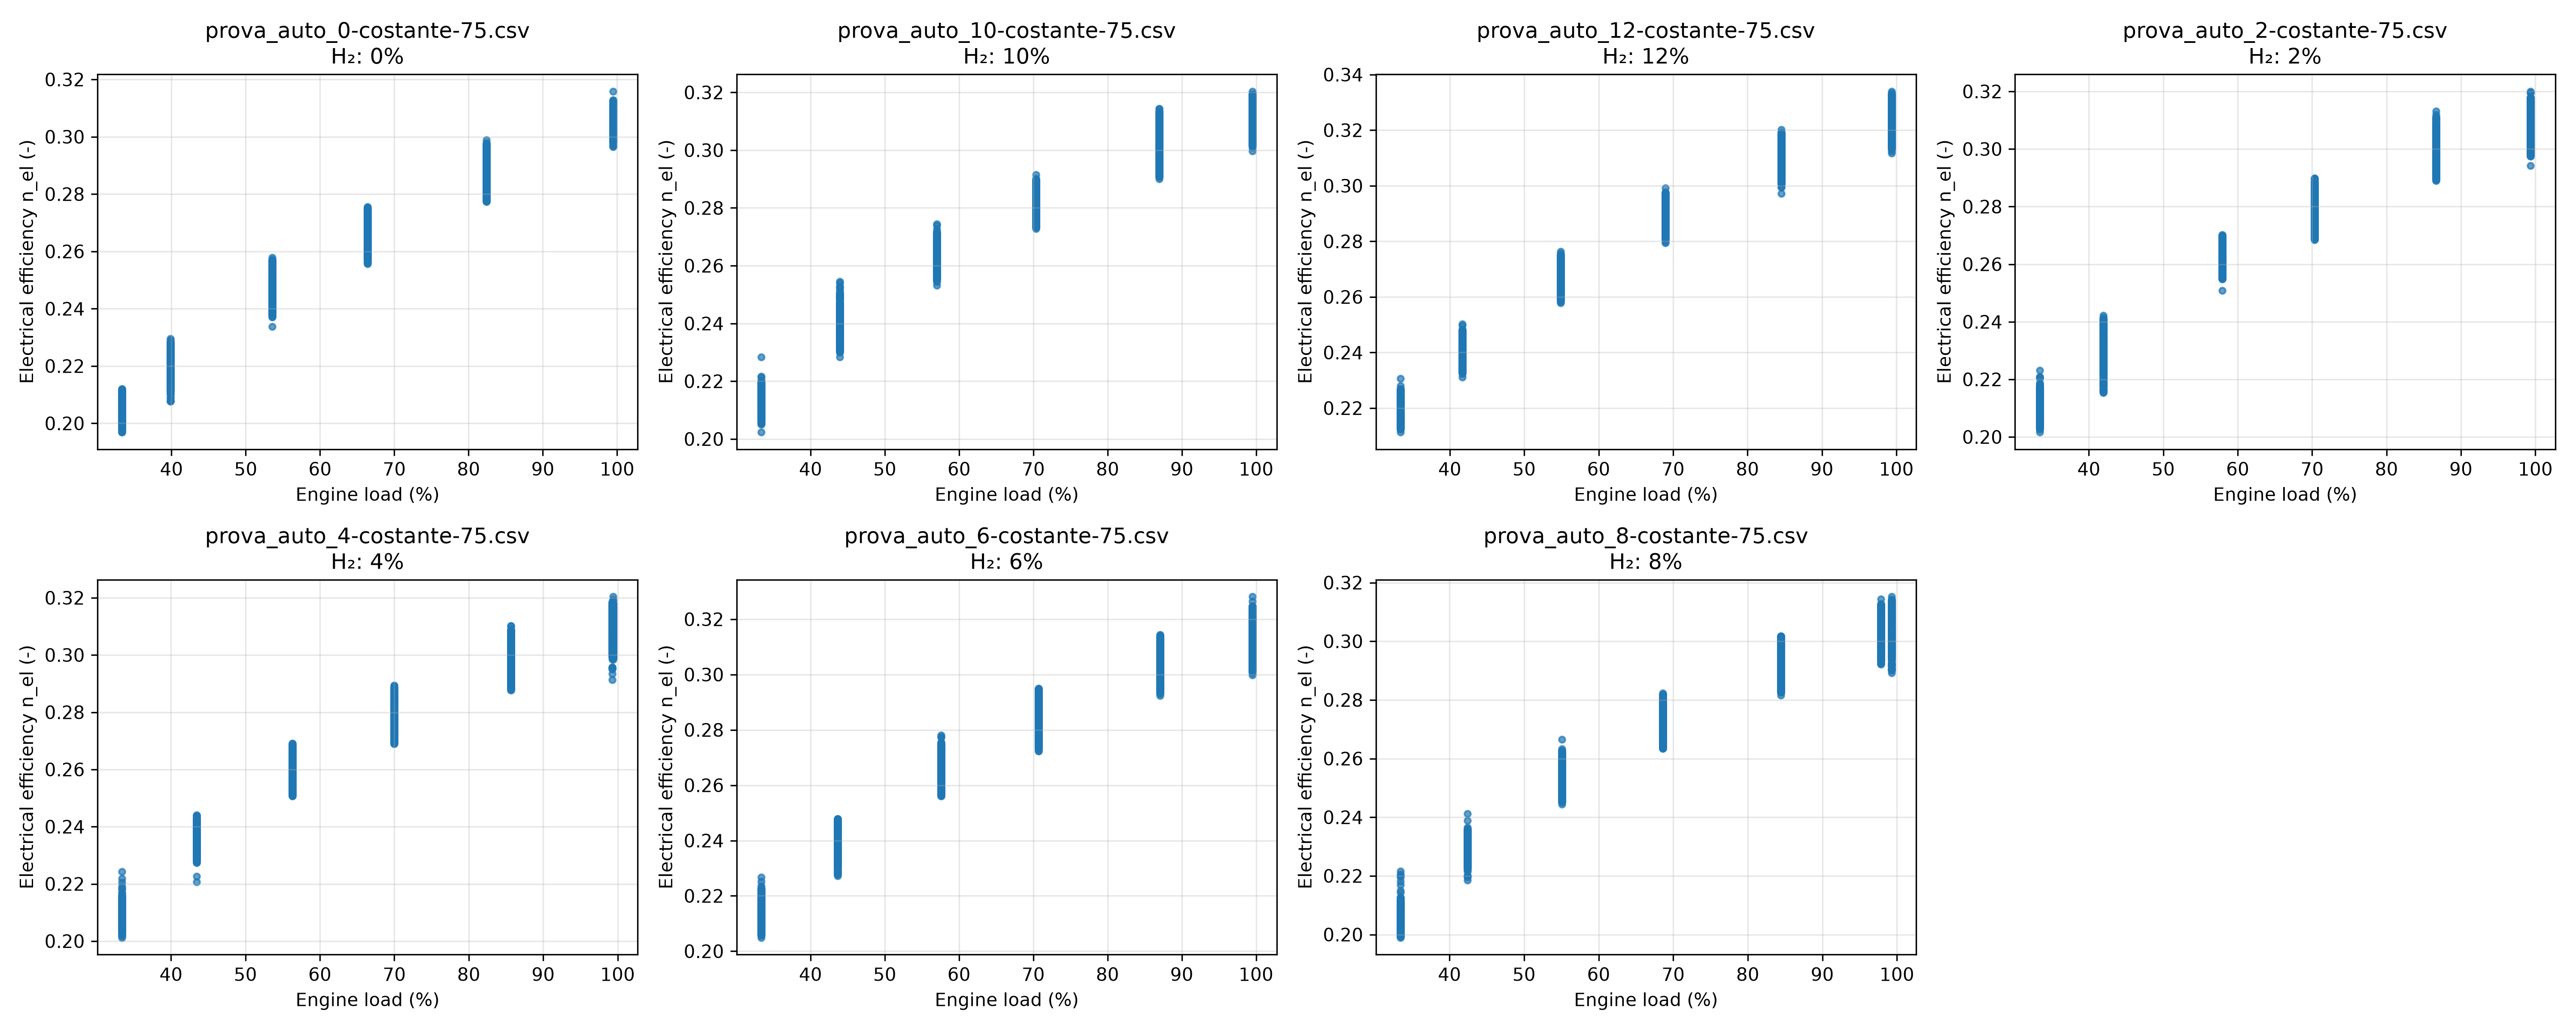 prova_auto_0-costante-75.csv
H₂: 0%
Electrical efficiency n_el (-)
0.32
0.30
0.28
0.26
0.24
0.22
0.20
40 50 60 70 80 90 100
Engine load (%)
prova_auto_10-costante-75.csv
H₂: 10%
Electrical efficiency n_el (-)
0.32
0.30
0.28
0.26
0.24
0.22
0.20
40 50 60 70 80 90 100
Engine load (%)
prova_auto_12-costante-75.csv
H₂: 12%
Electrical efficiency n_el (-)
0.34
0.32
0.30
0.28
0.26
0.24
0.22
40 50 60 70 80 90 100
Engine load (%)
prova_auto_2-costante-75.csv
H₂: 2%
Electrical efficiency n_el (-)
0.32
0.30
0.28
0.26
0.24
0.22
0.20
40 50 60 70 80 90 100
Engine load (%)
prova_auto_4-costante-75.csv
H₂: 4%
Electrical efficiency n_el (-)
0.32
0.30
0.28
0.26
0.24
0.22
0.20
40 50 60 70 80 90 100
Engine load (%)
prova_auto_6-costante-75.csv
H₂: 6%
Electrical efficiency n_el (-)
0.32
0.30
0.28
0.26
0.24
0.22
0.20
40 50 60 70 80 90 100
Engine load (%)
prova_auto_8-costante-75.csv
H₂: 8%
Electrical efficiency n_el (-)
0.32
0.30
0.28
0.26
0.24
0.22
0.20
40 50 60 70 80 90 100
Engine load (%)